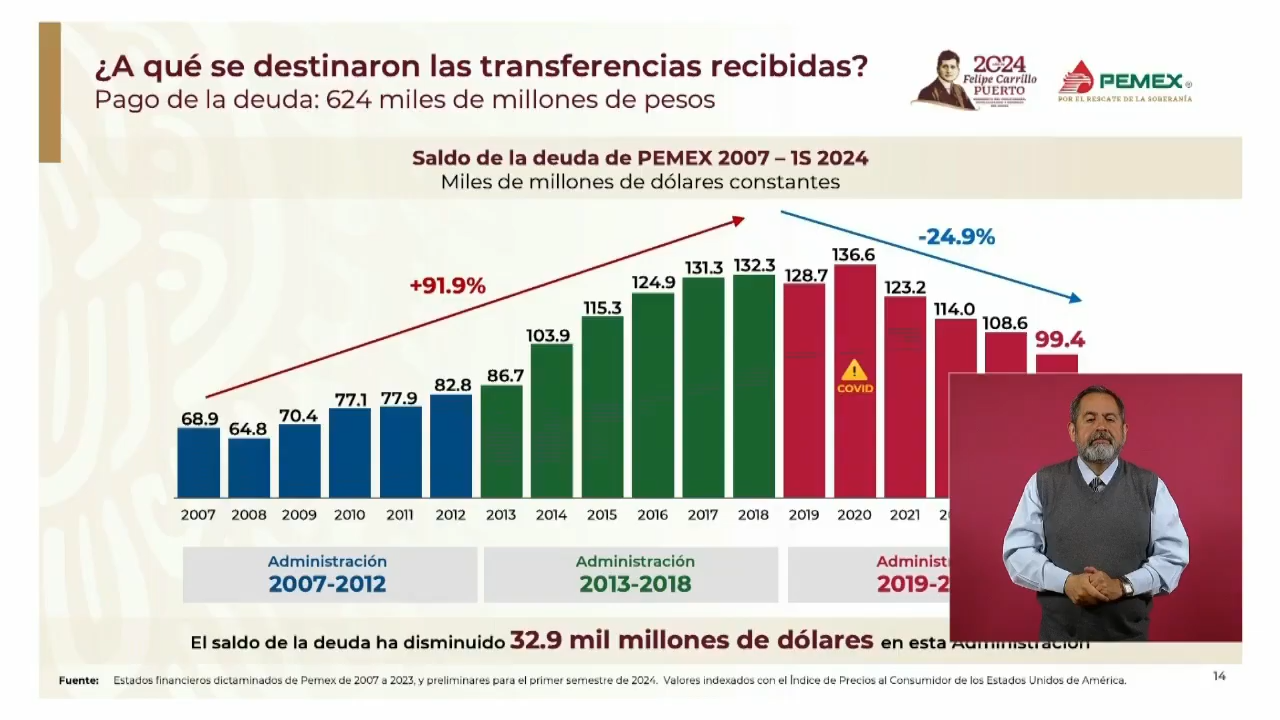 ¿A qué se destinaron las transferencias recibidas?
Pago de la deuda: 624 miles de millones de pesos
2024
Felipe Carrillo
PUERTO
PEMEX®
POR EL RESCATE DE LA SOBERANÍA
Saldo de la deuda de PEMEX 2007 – 1S 2024
Miles de millones de dólares constantes
+91.9%
-24.9%
68.9 64.8 70.4 77.1 77.9 82.8 86.7 103.9 115.3 124.9 131.3 132.3 128.7 136.6 123.2 114.0 108.6 99.4
COVID
2007 2008 2009 2010 2011 2012 2013 2014 2015 2016 2017 2018 2019 2020 2021
Administración
2007-2012
Administración
2013-2018
Administ
2019-2
El saldo de la deuda ha disminuido 32.9 mil millones de dólares en esta Administración
Fuente: Estados financieros dictaminados de Pemex de 2007 a 2023, y preliminares para el primer semestre de 2024. Valores indexados con el Índice de Precios al Consumidor de los Estados Unidos de América.
14